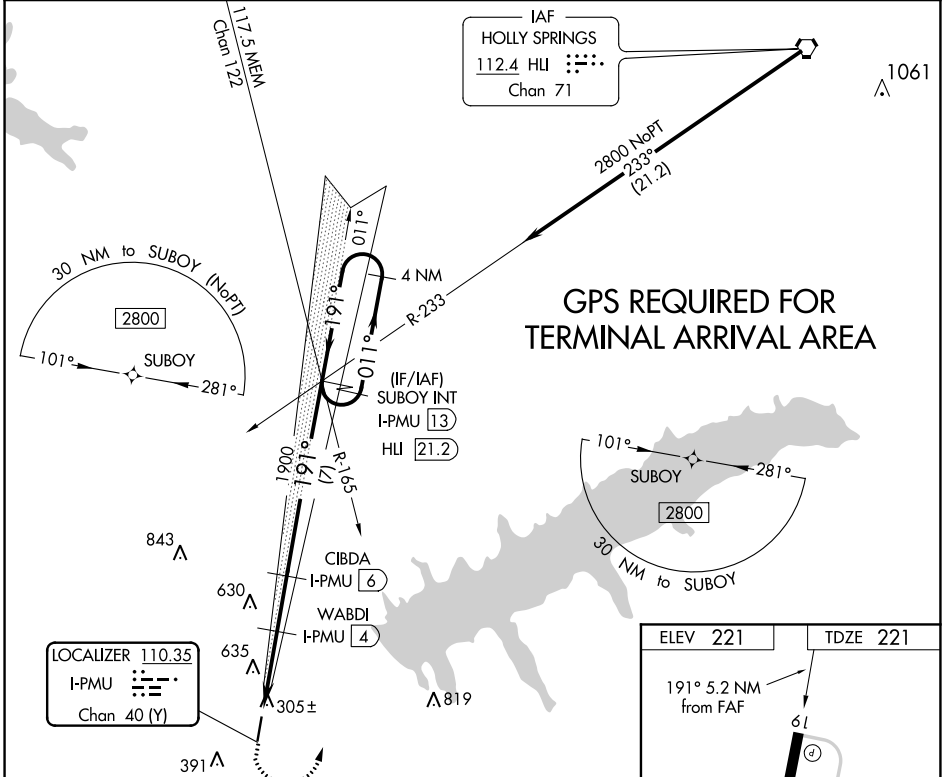 117.5 MEM
Chan 122
IAF
HOLLY SPRINGS
112.4 HLI
Chan 71
1061
2800 NoPT
233°
(21.2)
R-233
30 NM to SUBOY (NoPT)
2800
SUBOY
101°
281°
011°
191°
4 NM
011°
GPS REQUIRED FOR
TERMINAL ARRIVAL AREA
(IF/IAF)
SUBOY INT
I-PMU 13
HLI 21.2
1900
191°
(7)
R-165
101°
281°
SUBOY
2800
30 NM to SUBOY
843
630
635
CIBDA
I-PMU 6
WABDI
I-PMU 4
LOCALIZER 110.35
I-PMU
Chan 40 (Y)
305±
819
391
ELEV 221
TDZE 221
191° 5.2 NM
from FAF
19
P